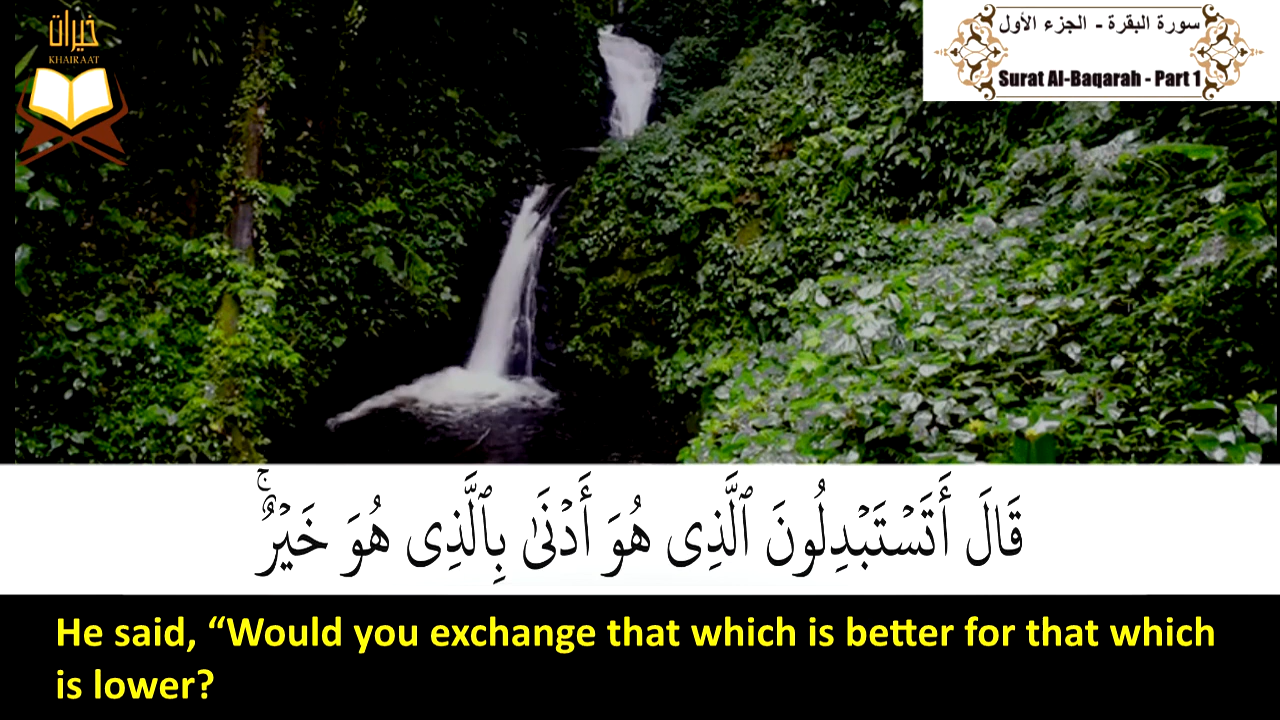 خيرات
KHAIRAAT
سورة البقرة - الجزء الأول
Surat Al-Baqarah - Part 1
قَالَ أَتَسْتَبْدِلُونَ ٱلَّذِى هُوَ أَدْنَىٰ بِٱلَّذِى هُوَ خَيْرٌ ۚ
He said, “Would you exchange that which is better for that which
is lower?